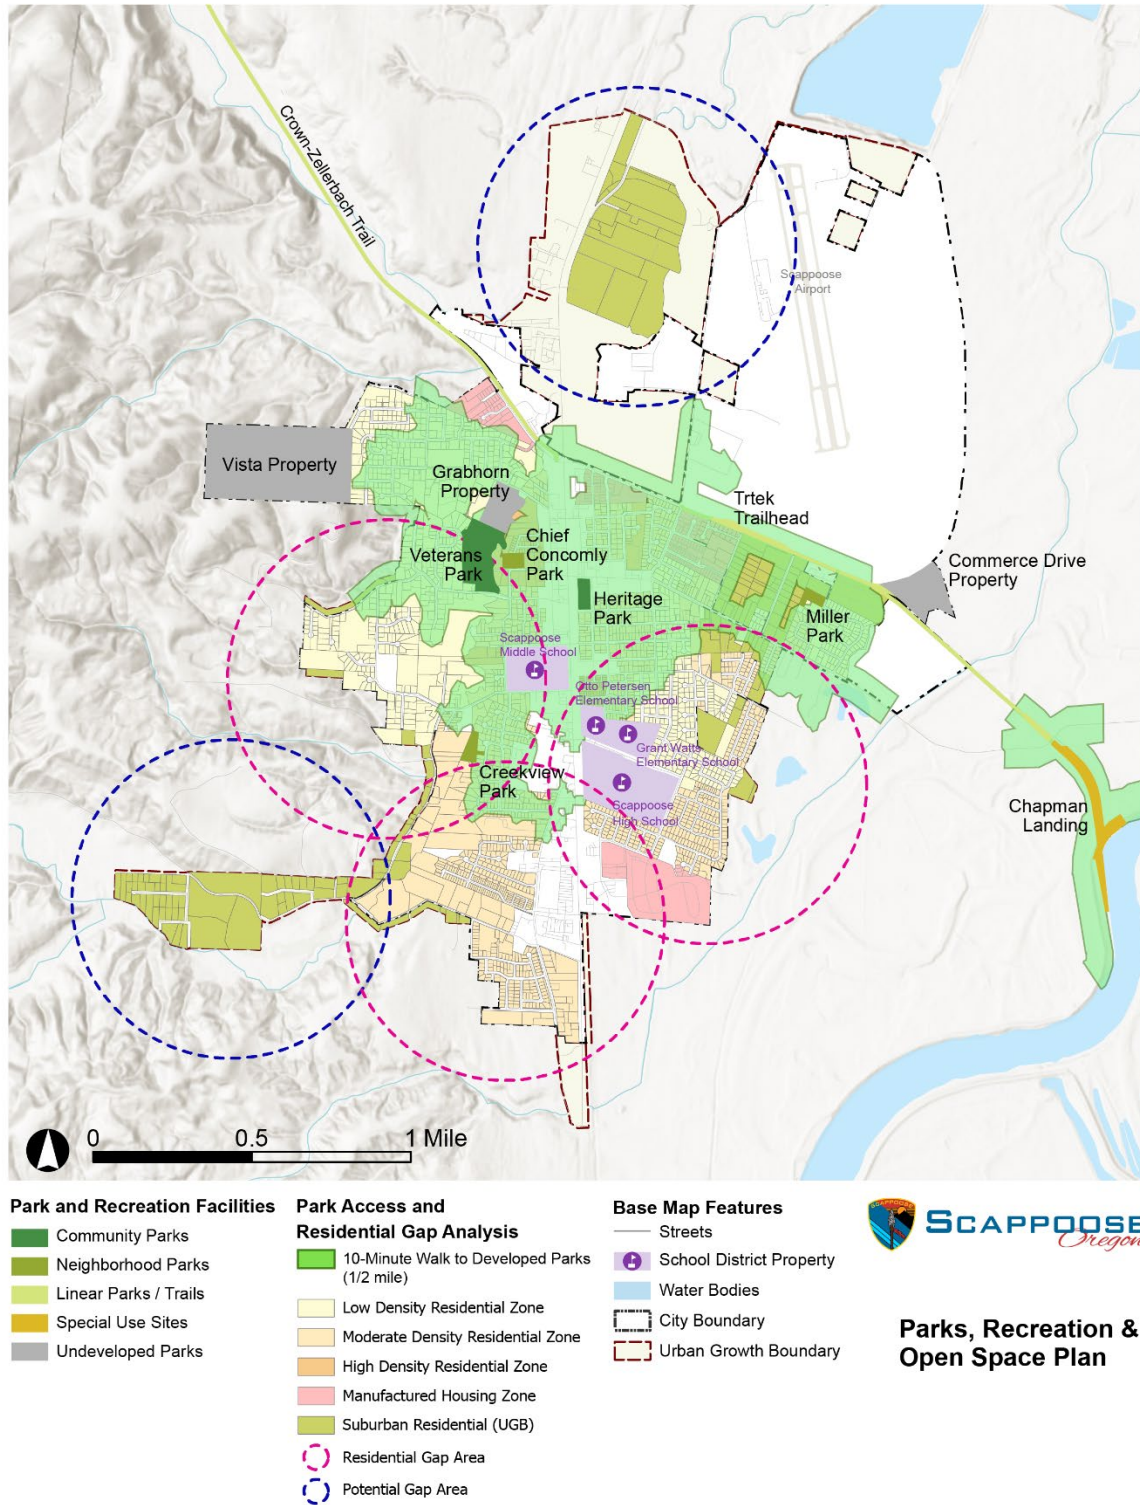 Crown-Zellerbach Trail
Scappoose
Airport
Vista Property
Grabhorn
Property
Trtek
Trailhead
Chief
Concomly
Park
Veterans
Park
Commerce Drive
Property
Heritage
Park
Miller
Park
Scappoose
Middle School
Otto Petersen
Elementary School
Grant Watts
Elementary School
Creekview
Park
Scappoose
High School
Chapman
Landing
0 0.5 1 Mile
Park and Recreation Facilities
Community Parks
Neighborhood Parks
Linear Parks / Trails
Special Use Sites
Undeveloped Parks
Park Access and
Residential Gap Analysis
10-Minute Walk to Developed Parks
(1/2 mile)
Low Density Residential Zone
Moderate Density Residential Zone
High Density Residential Zone
Manufactured Housing Zone
Suburban Residential (UGB)
Residential Gap Area
Potential Gap Area
Base Map Features
Streets
School District Property
Water Bodies
City Boundary
Urban Growth Boundary
SCAPPOOSE
SCAPPOOSE
Oregon
Parks, Recreation &
Open Space Plan